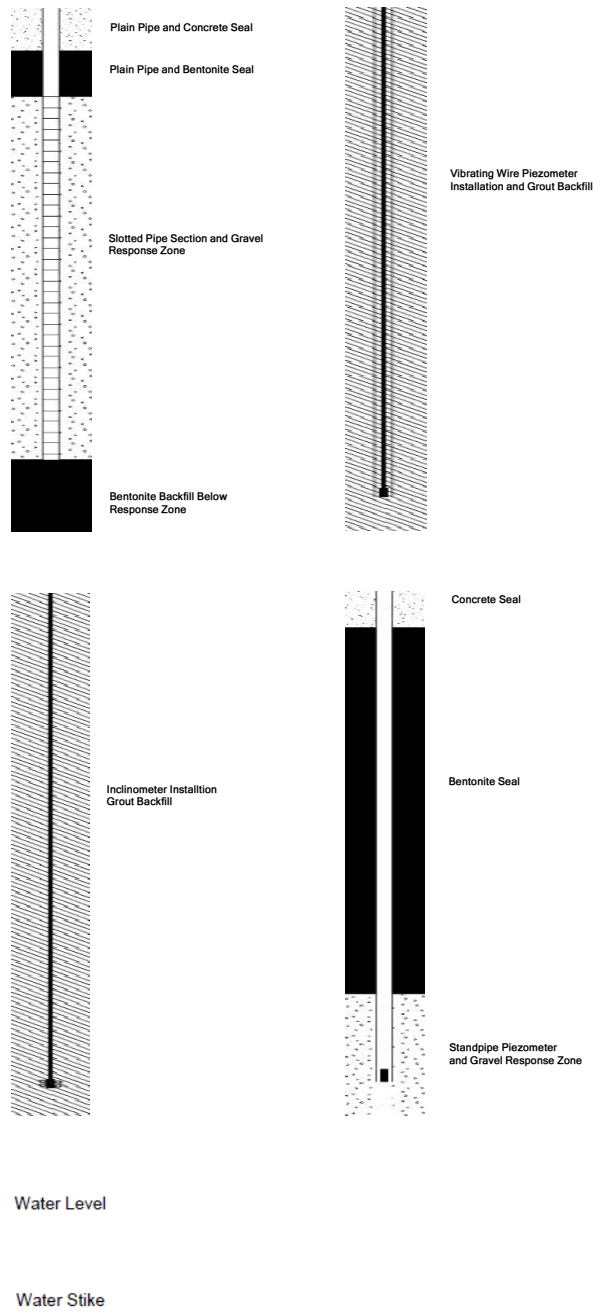 Plain Pipe and Concrete Seal
Plain Pipe and Bentonite Seal
Slotted Pipe Section and Gravel
Response Zone
Bentonite Backfill Below
Response Zone
Vibrating Wire Piezometer
Installation and Grout Backfill
Inclinometer Installtion
Grout Backfill
Concrete Seal
Bentonite Seal
Standpipe Piezometer
and Gravel Response Zone
Water Level
Water Stike